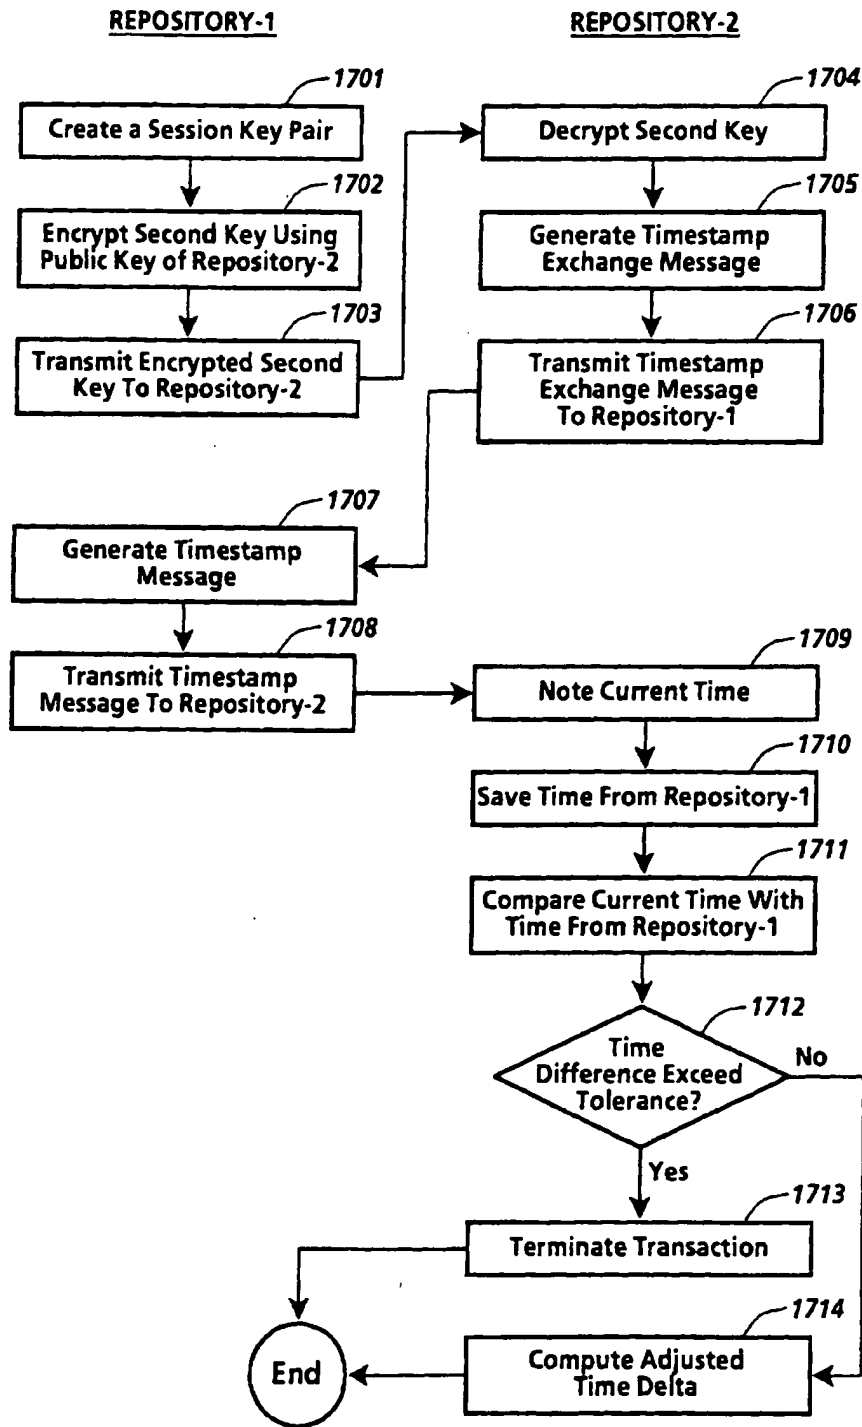 REPOSITORY-1
REPOSITORY-2
1701
Create a Session Key Pair
1702
Encrypt Second Key Using
Public Key of Repository-2
1703
Transmit Encrypted Second
Key To Repository-2
1704
Decrypt Second Key
1705
Generate Timestamp
Exchange Message
1706
Transmit Timestamp
Exchange Message
To Repository-1
1707
Generate Timestamp
Message
1708
Transmit Timestamp
Message To Repository-2
1709
Note Current Time
1710
Save Time From Repository-1
1711
Compare Current Time With
Time From Repository-1
1712
Time
Difference Exceed
Tolerance?
No
Yes
1713
Terminate Transaction
1714
Compute Adjusted
Time Delta
End